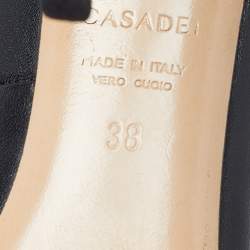 CASADEI
MADE IN ITALY
VERO CUOIO
38